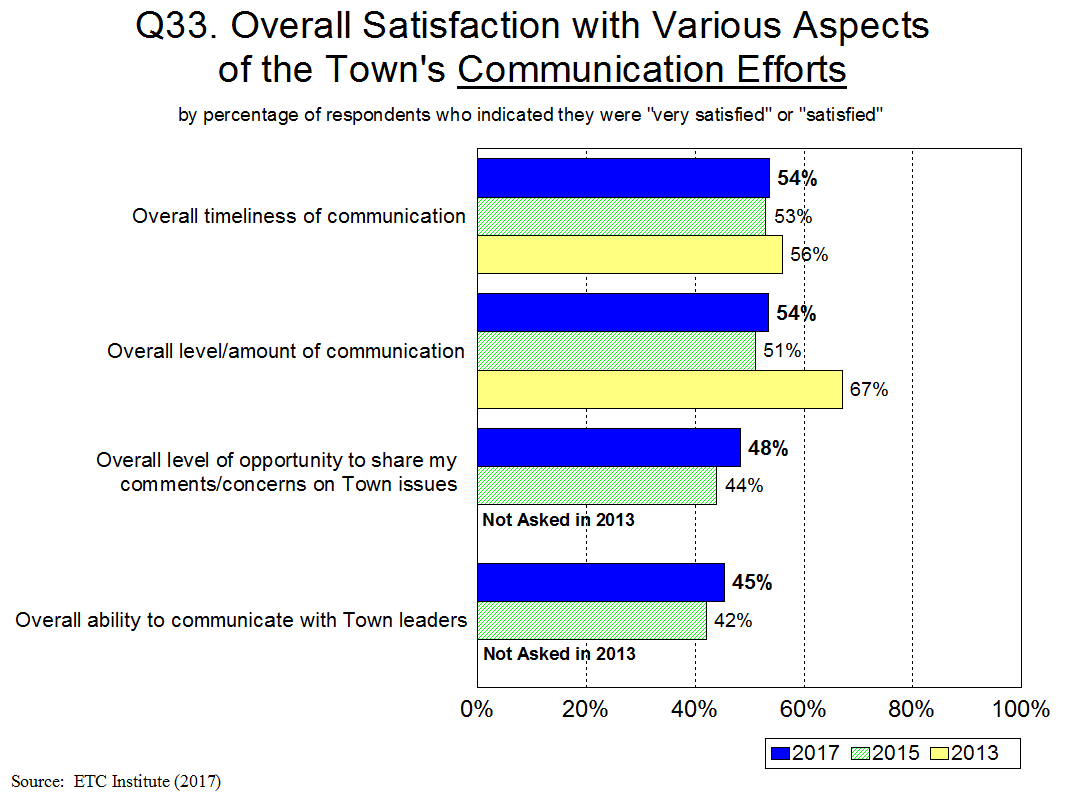 Q33. Overall Satisfaction with Various Aspects
of the Town's Communication Efforts
by percentage of respondents who indicated they were "very satisfied" or "satisfied"
54%
Overall timeliness of communication
53%
56%
54%
Overall level/amount of communication
51%
67%
48%
Overall level of opportunity to share my
comments/concerns on Town issues
44%
Not Asked in 2013
45%
Overall ability to communicate with Town leaders
42%
Not Asked in 2013
0% 20% 40% 60% 80% 100%
2017 2015 2013
Source: ETC Institute (2017)